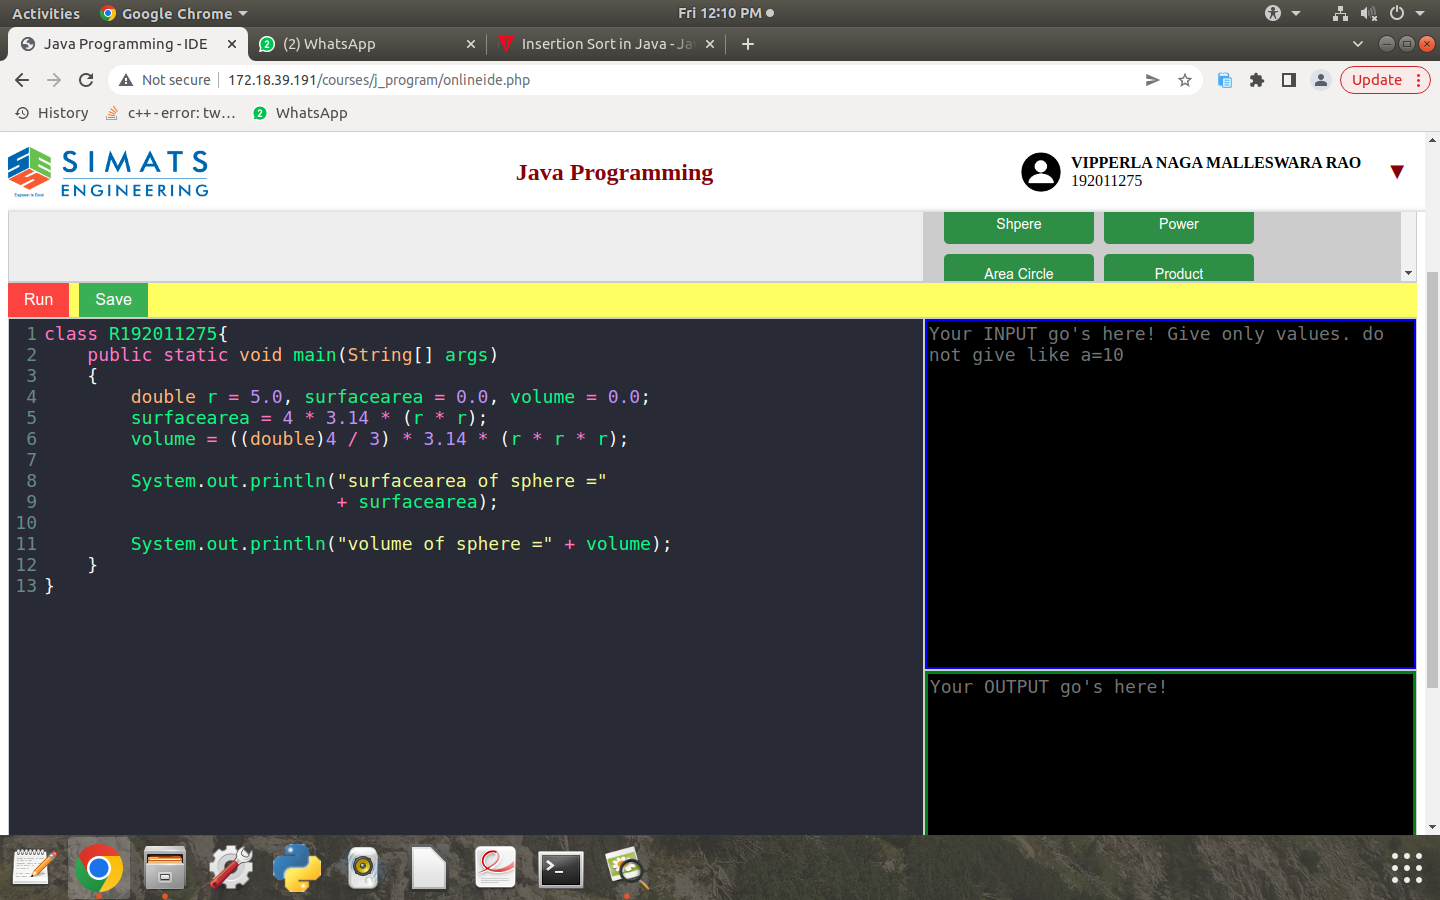 Activities Google Chrome Fri 12:10 PM
Java Programming - IDE (2) WhatsApp Insertion Sort in Java - Ja
Not secure 172.18.39.191/courses/j_program/onlineide.php Update
History c++ - error: tw... 2 WhatsApp
SIMATS
ENGINEERING
Java Programming
VIPPERLA NAGA MALLESWARA RAO
192011275
Shpere Power
Area Circle Product
Run Save
1 class R192011275{
2     public static void main(String[] args)
3     {
4         double r = 5.0, surfacearea = 0.0, volume = 0.0;
5         surfacearea = 4 * 3.14 * (r * r);
6         volume = ((double)4 / 3) * 3.14 * (r * r * r);
7
8         System.out.println("surfacearea of sphere ="
9                            + surfacearea);
10
11         System.out.println("volume of sphere =" + volume);
12     }
13 }
Your INPUT go's here! Give only values. do
not give like a=10
Your OUTPUT go's here!